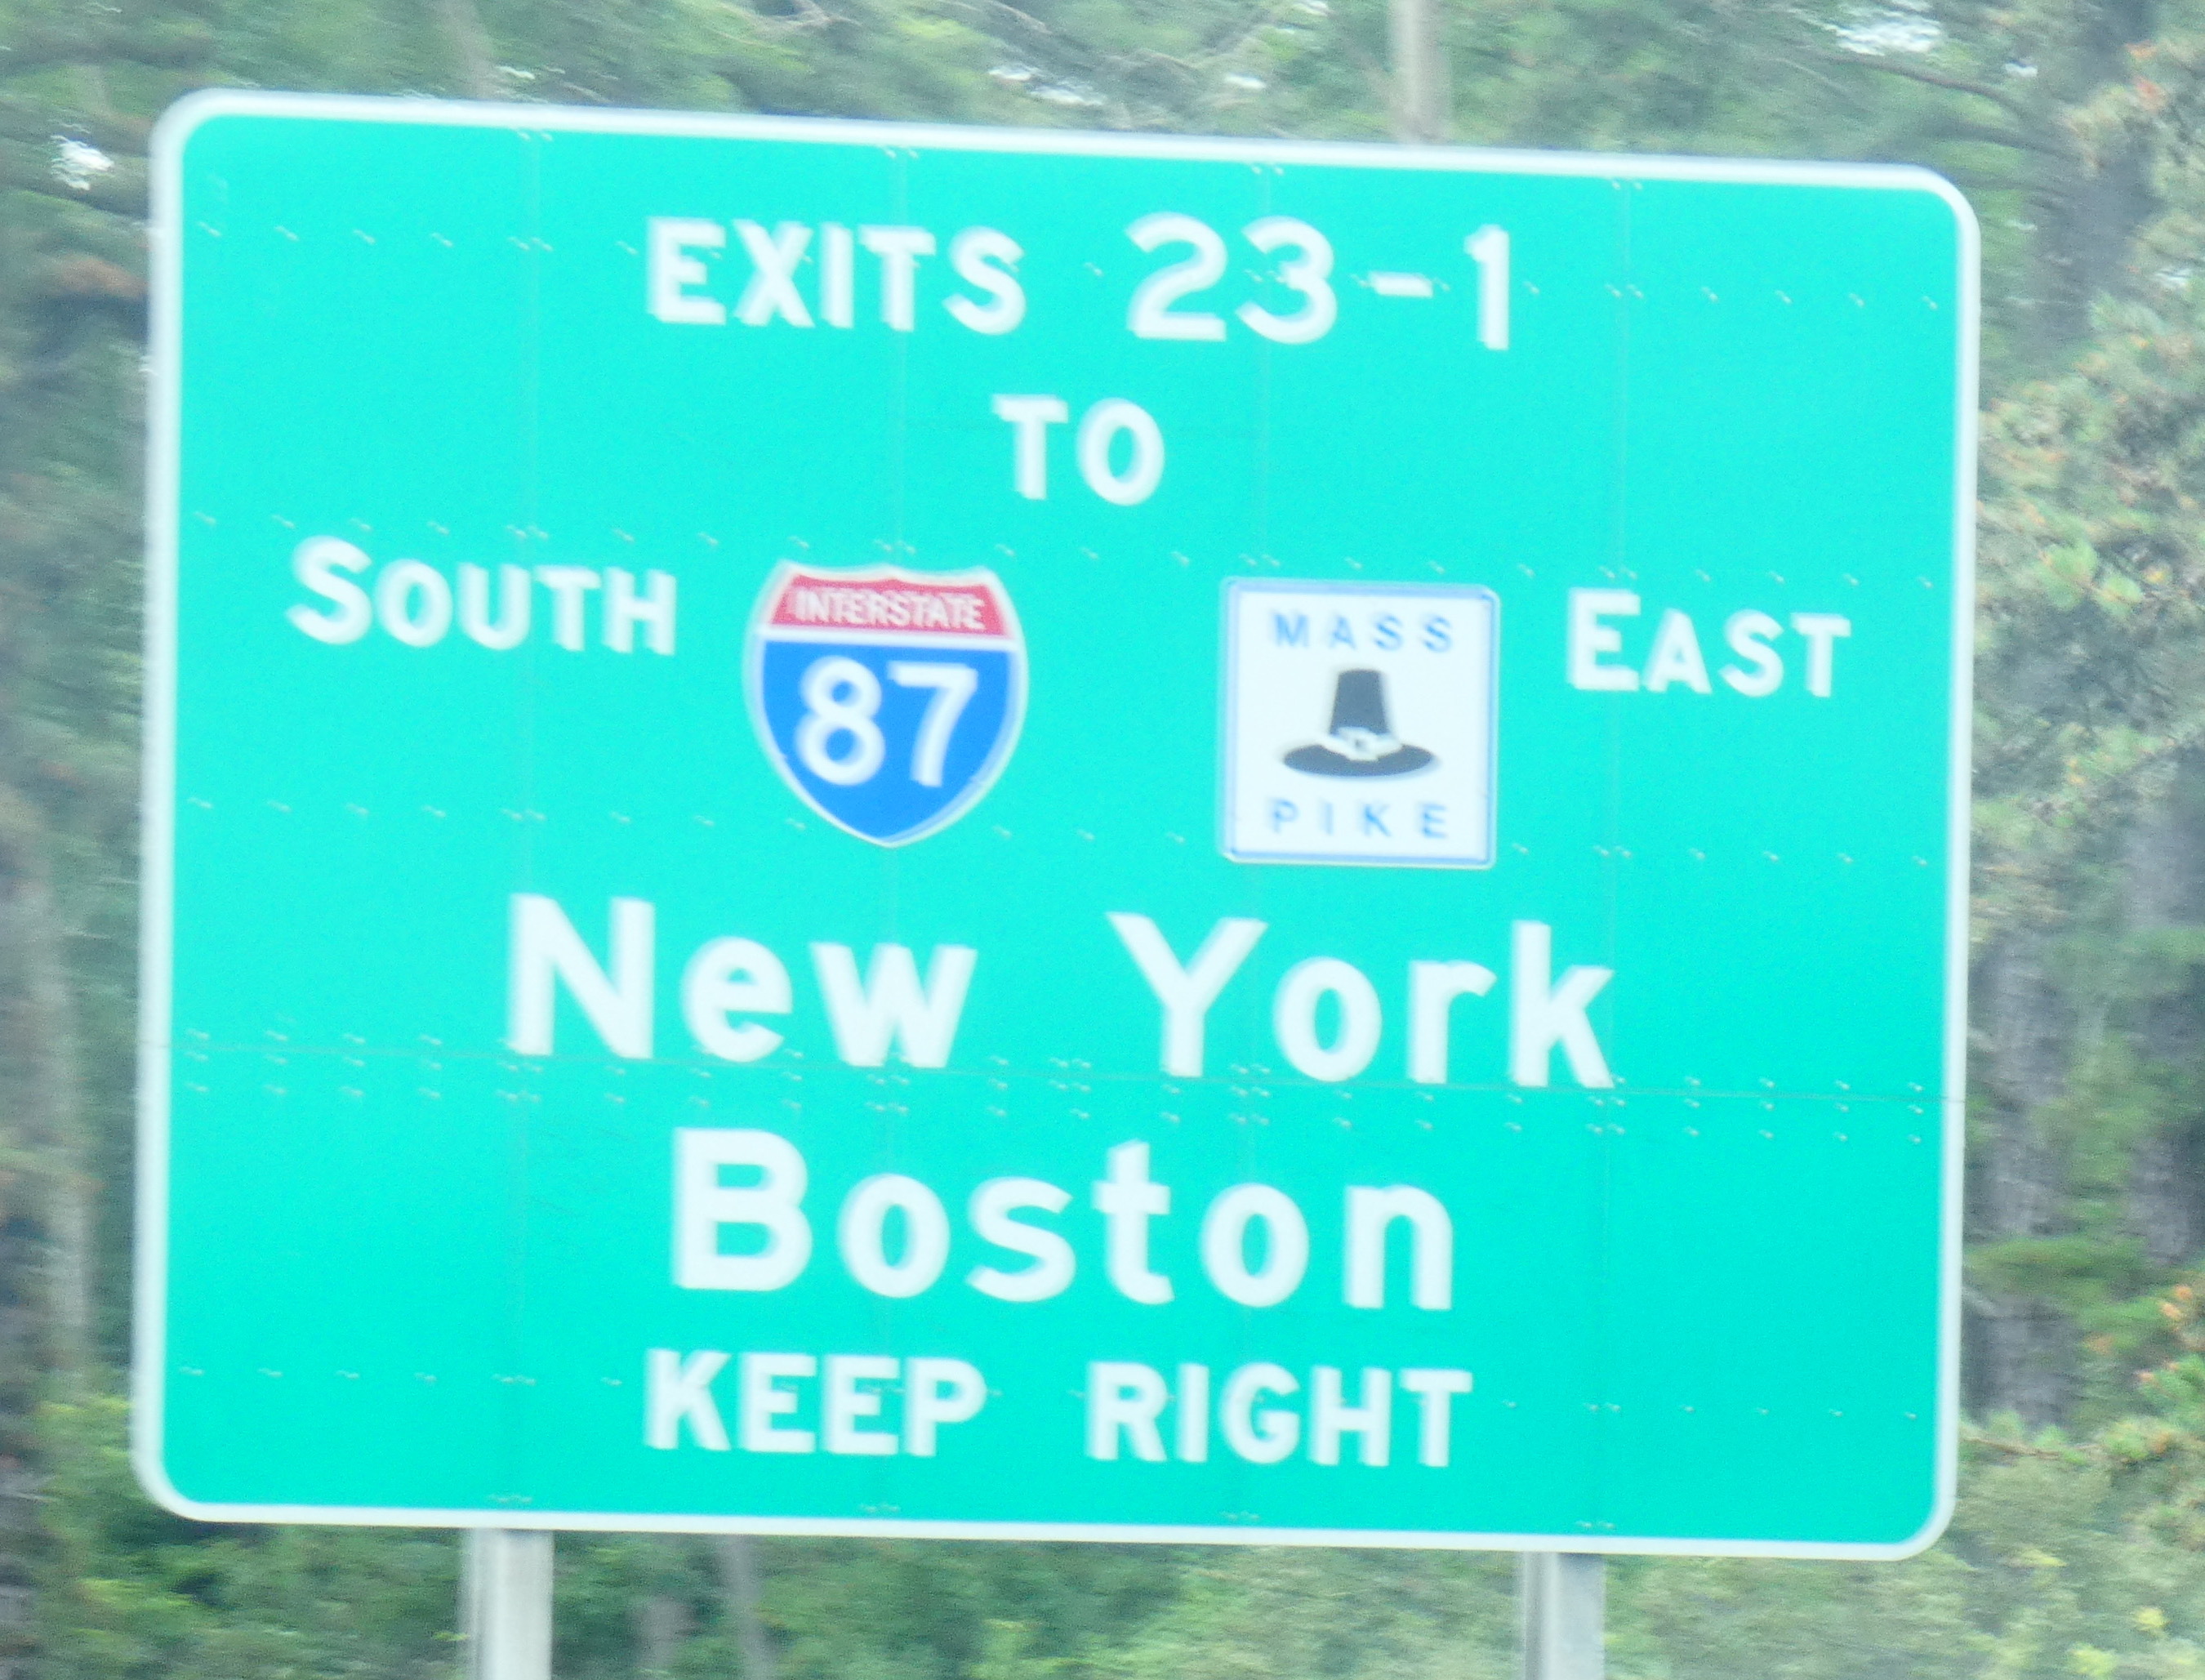 EXITS 23-1
TO
SOUTH INTERSTATE 87 MASS PIKE EAST
New York
Boston
KEEP RIGHT